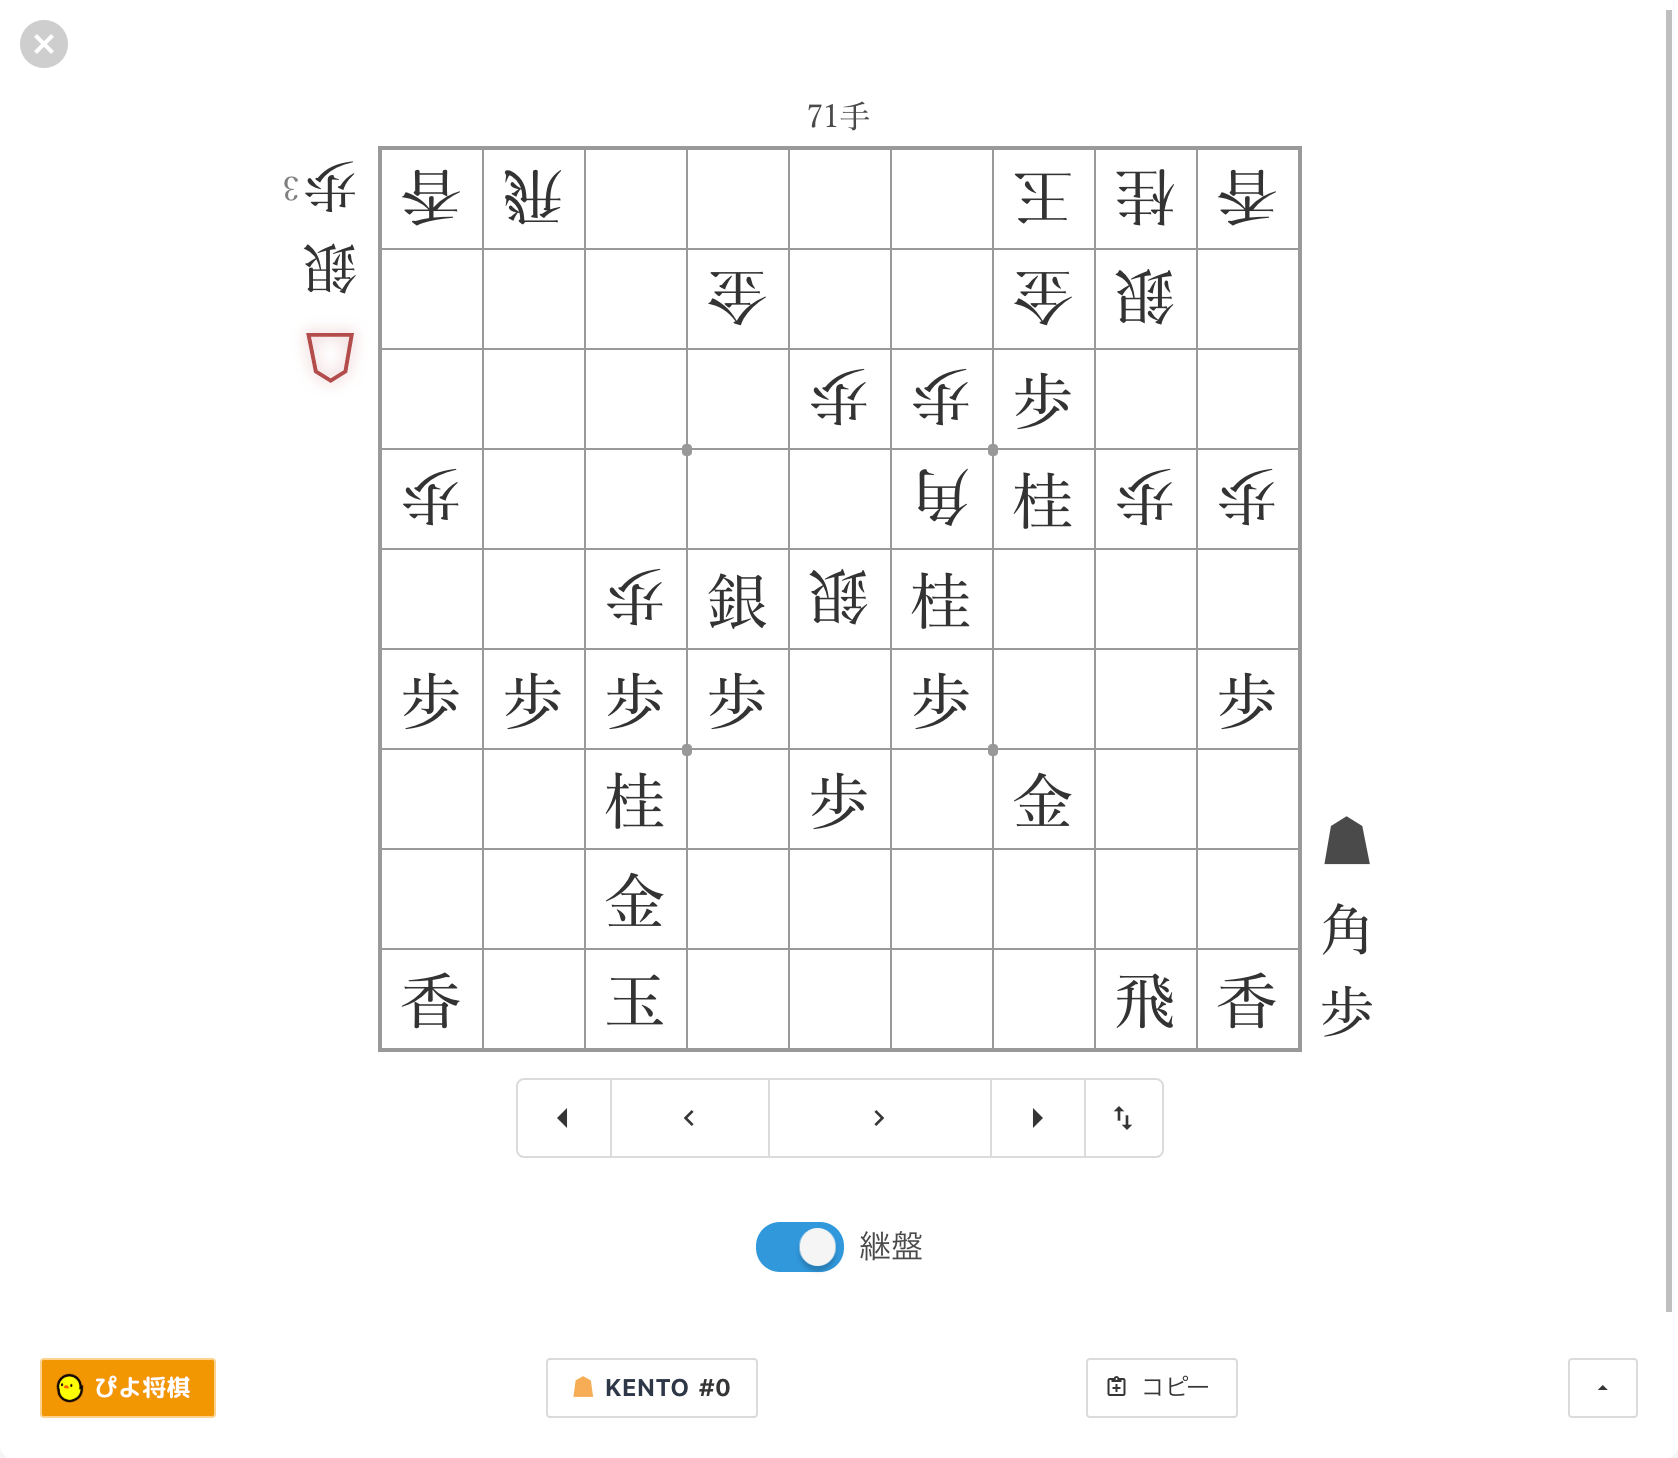 71手
歩3
香飛王桂香
銀
金金銀
歩歩歩
歩角桂歩歩
歩銀銀桂
歩歩歩歩歩歩
桂歩金
金
角
香玉飛香
歩
継盤
ぴよ将棋
KENTO #0
コピー